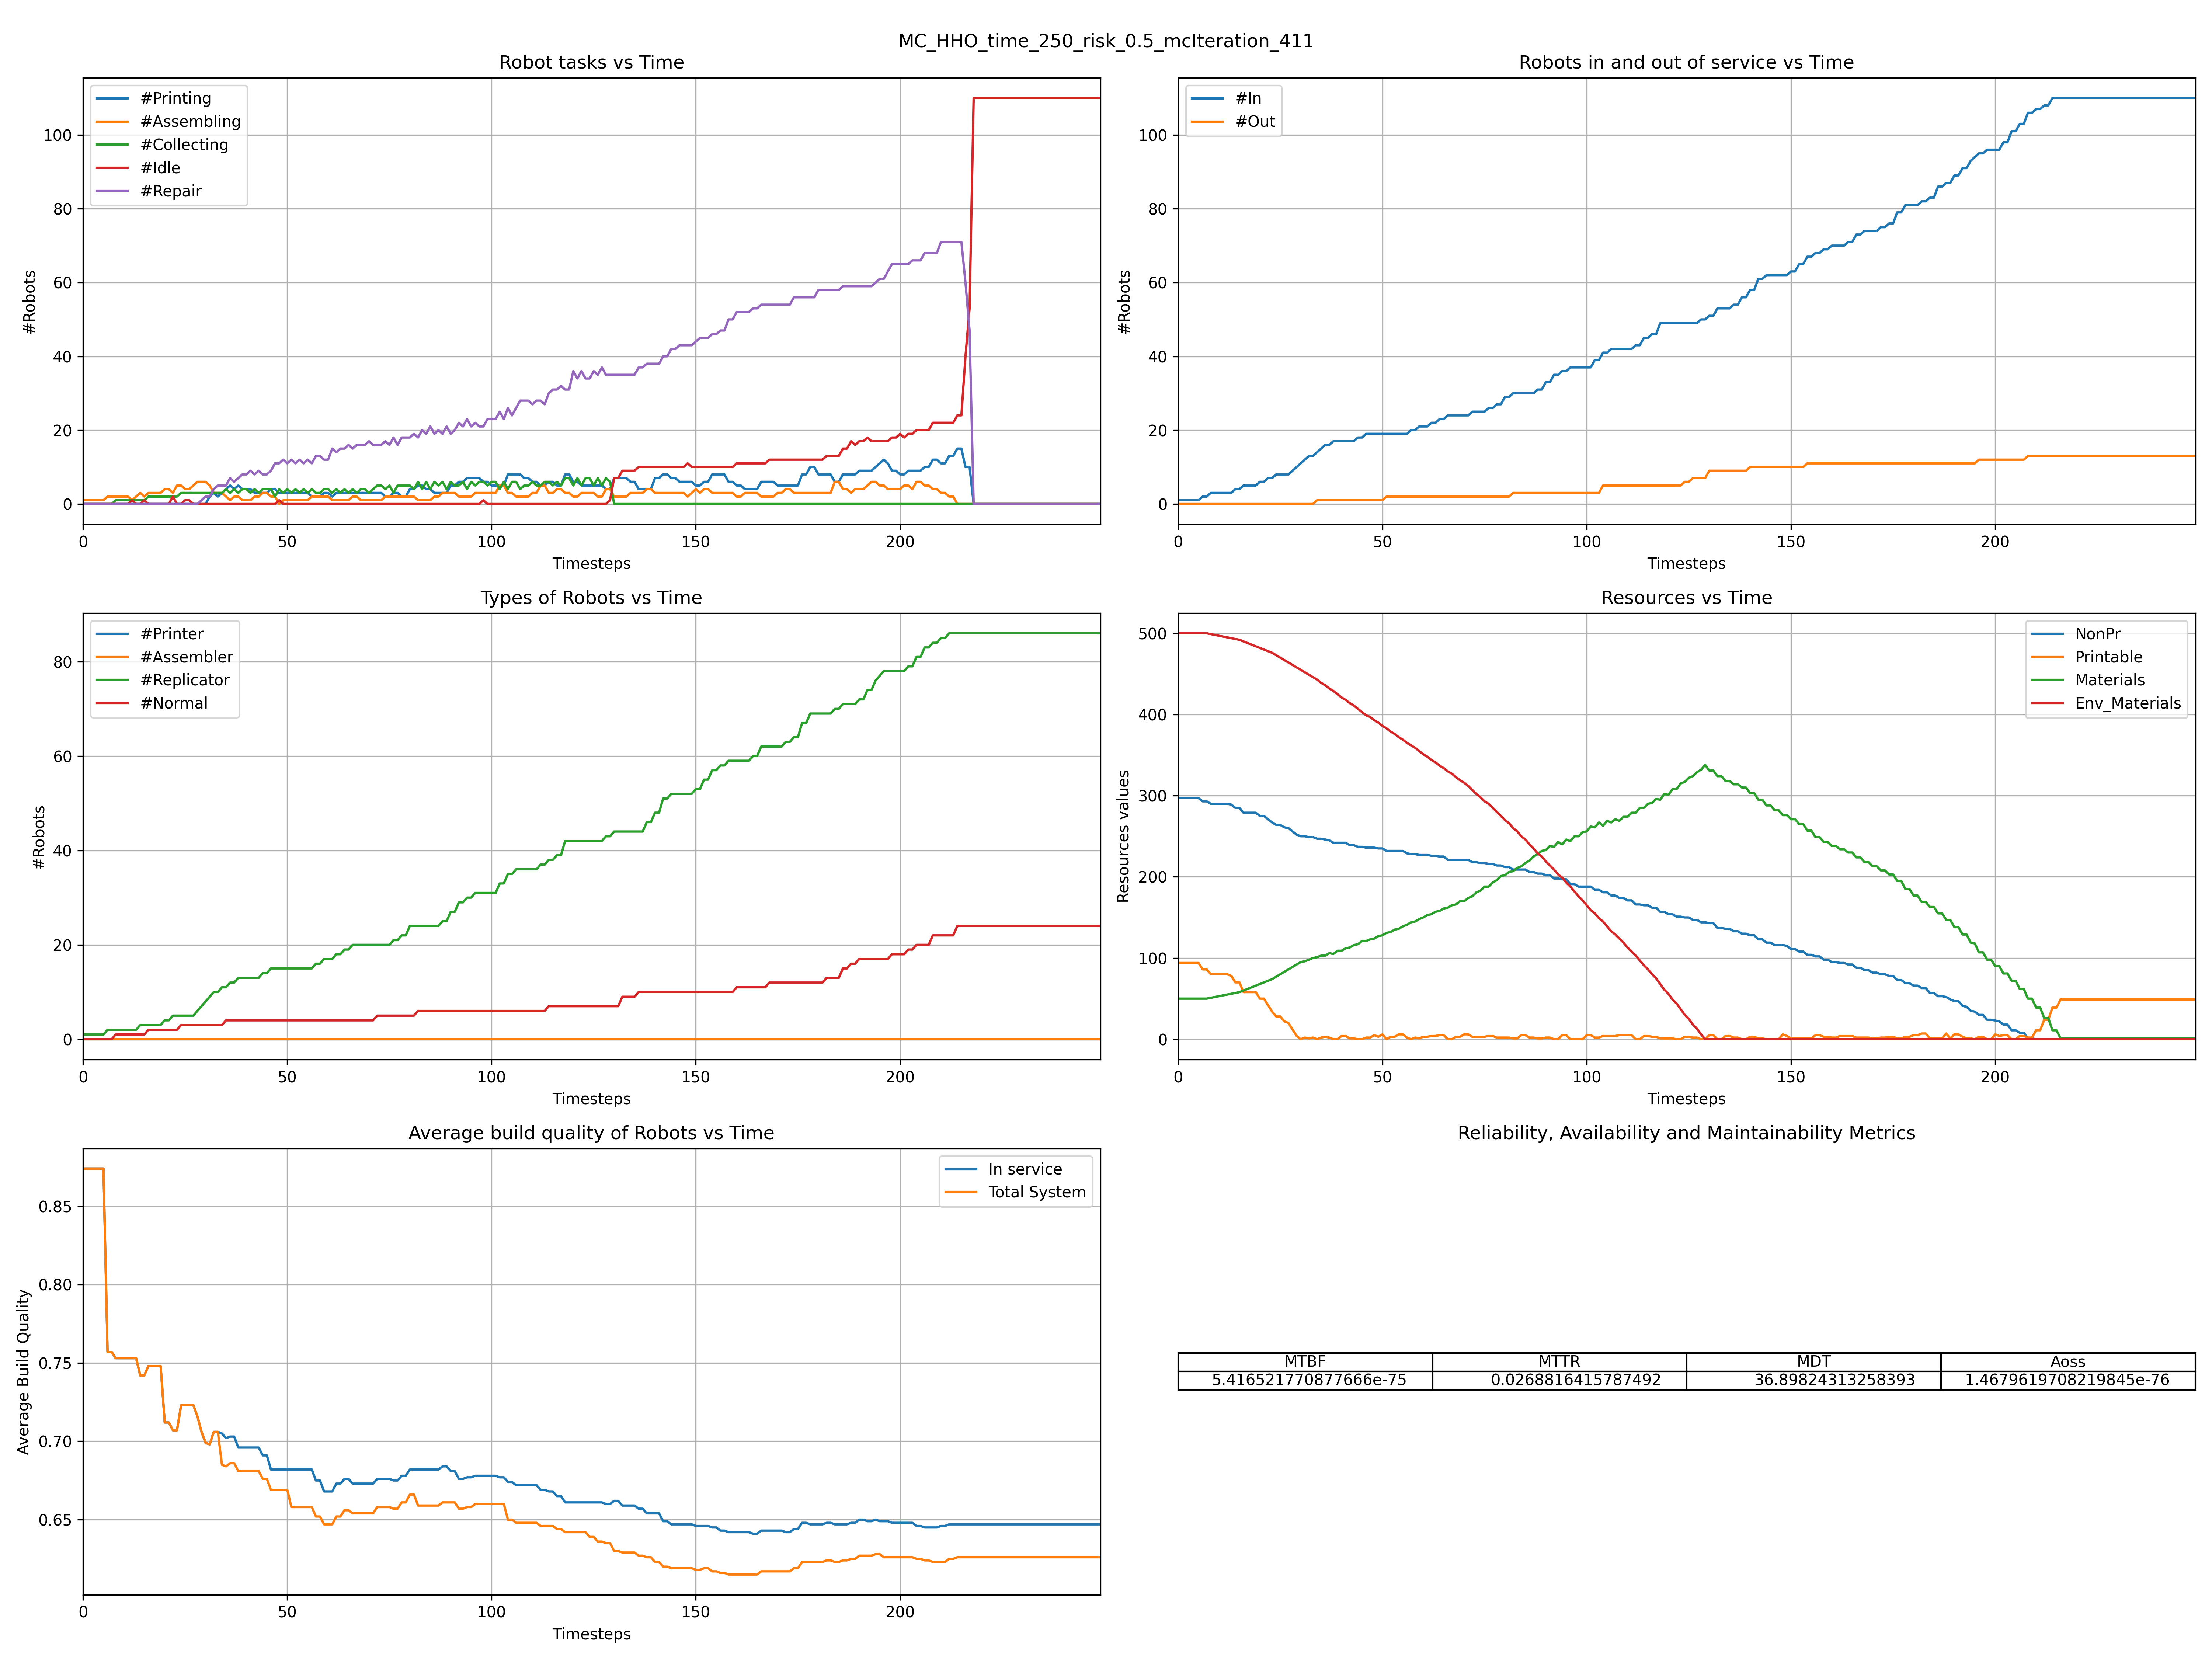 MC_HHO_time_250_risk_0.5_mcIteration_411
Robot tasks vs Time
#Printing
#Assembling
#Collecting
#Idle
#Repair
#Robots
100
80
60
40
20
0
0 50 100 150 200
Timesteps
Robots in and out of service vs Time
#In
#Out
#Robots
100
80
60
40
20
0
0 50 100 150 200
Timesteps
Types of Robots vs Time
#Printer
#Assembler
#Replicator
#Normal
#Robots
80
60
40
20
0
0 50 100 150 200
Timesteps
Resources vs Time
NonPr
Printable
Materials
Env_Materials
Resources values
500
400
300
200
100
0
0 50 100 150 200
Timesteps
Average build quality of Robots vs Time
In service
Total System
Average Build Quality
0.85
0.80
0.75
0.70
0.65
0 50 100 150 200
Timesteps
Reliability, Availability and Maintainability Metrics
MTBF MTTR MDT Aoss
5.416521770877666e-75 0.0268816415787492 36.89824313258393 1.4679619708219845e-76